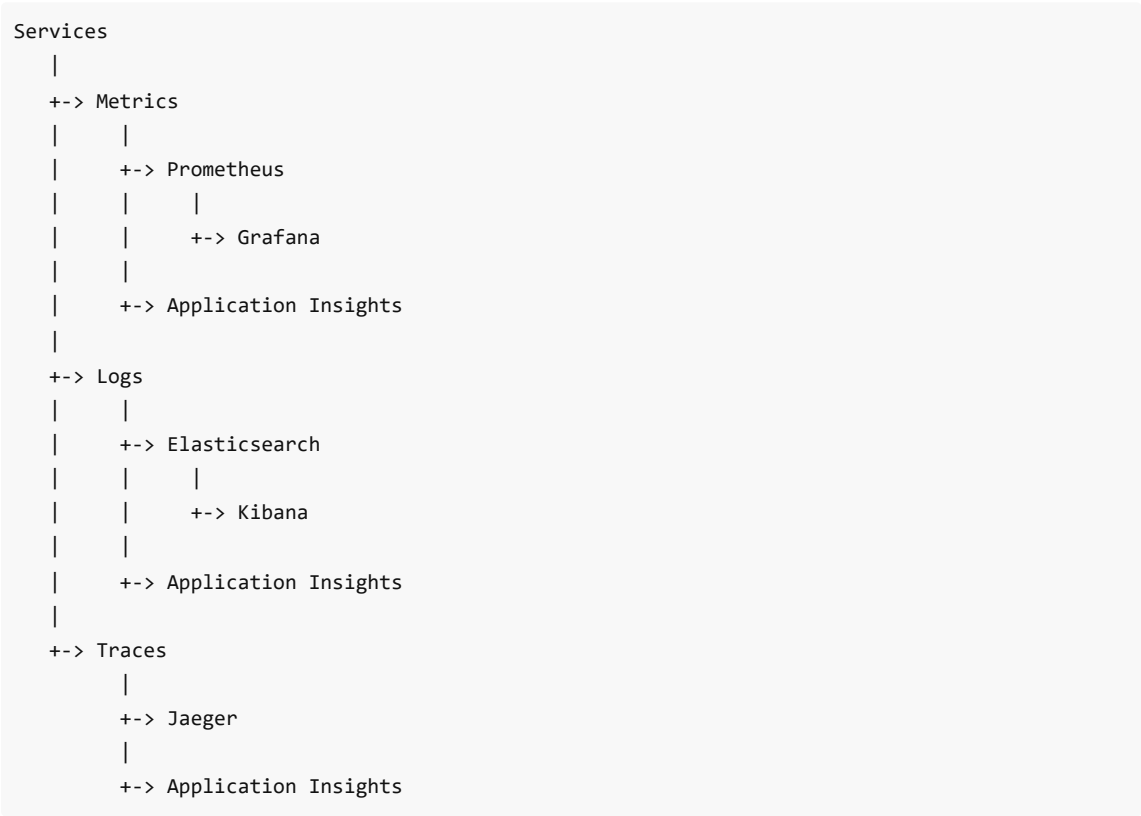 Services
   |
   +-> Metrics
   |     |
   |     +-> Prometheus
   |     |     |
   |     |     +-> Grafana
   |     |
   |     +-> Application Insights
   |
   +-> Logs
   |     |
   |     +-> Elasticsearch
   |     |     |
   |     |     +-> Kibana
   |     |
   |     +-> Application Insights
   |
   +-> Traces
         |
         +-> Jaeger
         |
         +-> Application Insights